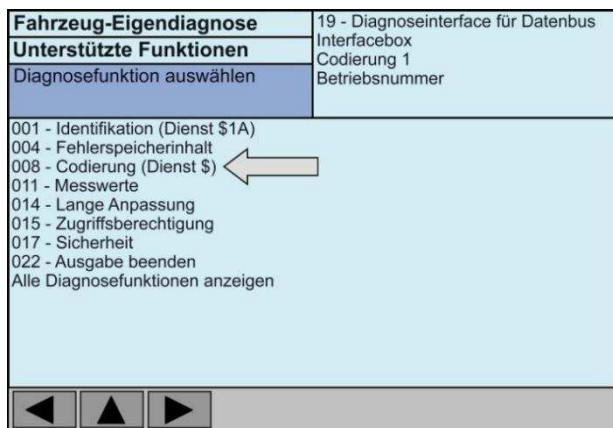 Fahrzeug-Eigendiagnose
Unterstützte Funktionen
Diagnosefunktion auswählen
19 - Diagnoseinterface für Datenbus
Interfacebox
Codierung 1
Betriebsnummer
001 - Identifikation (Dienst $1A)
004 - Fehlerspeicherinhalt
008 - Codierung (Dienst $)
011 - Messwerte
014 - Lange Anpassung
015 - Zugriffsberechtigung
017 - Sicherheit
022 - Ausgabe beenden
Alle Diagnosefunktionen anzeigen